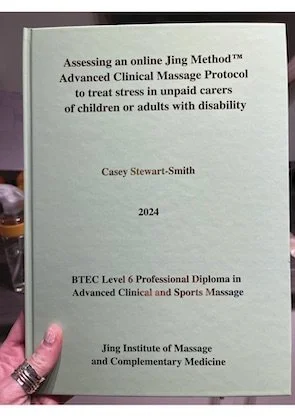 Assessing an online Jing Method™
Advanced Clinical Massage Protocol
to treat stress in unpaid carers
of children or adults with disability
Casey Stewart-Smith
2024
BTEC Level 6 Professional Diploma in
Advanced Clinical and Sports Massage
Jing Institute of Massage
and Complementary Medicine